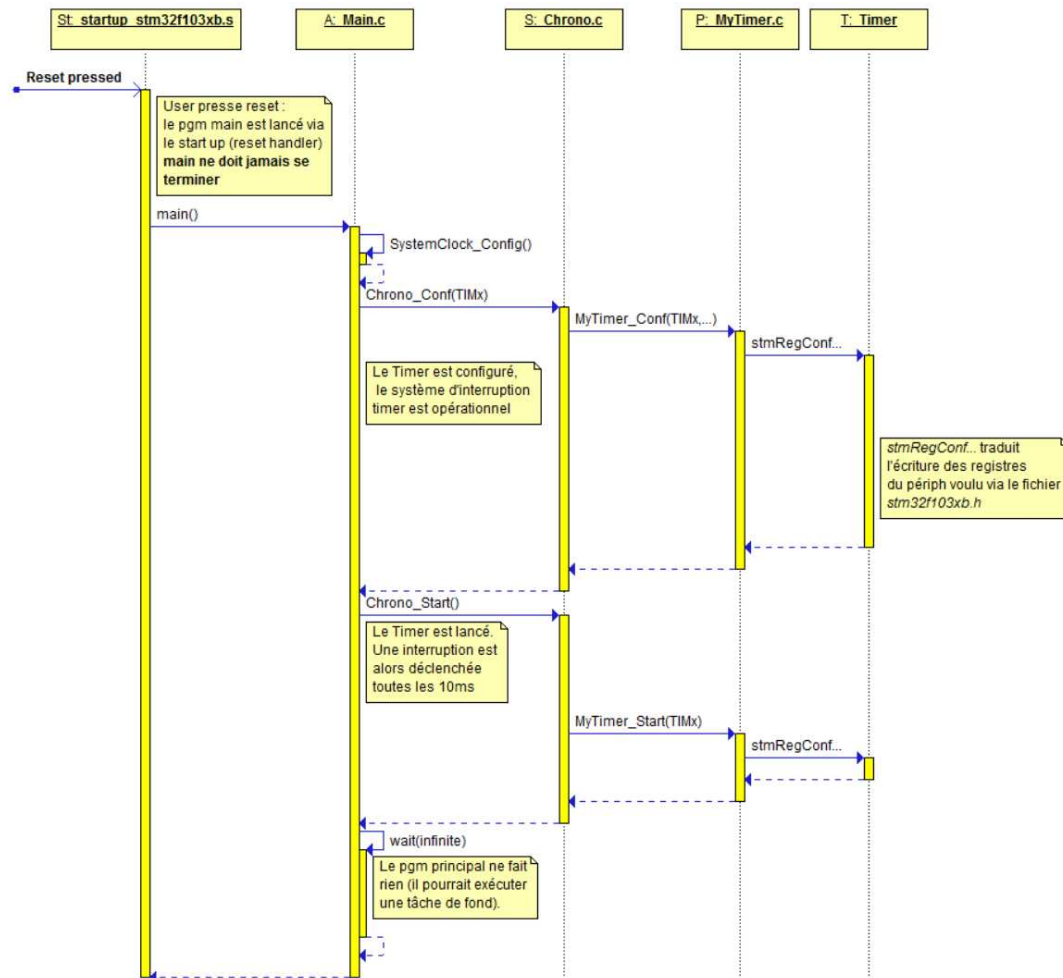 St: startup_stm32f103xb.s
A: Main.c
S: Chrono.c
P: MyTimer.c
T: Timer
Reset pressed
User presse reset :
le pgm main est lancé via
le start up (reset handler)
main ne doit jamais se
terminer
main()
SystemClock_Config()
Chrono_Conf(TIMx)
MyTimer_Conf(TIMx,...)
stmRegConf...
Le Timer est configuré,
le système d'interruption
timer est opérationnel
stmRegConf... traduit
l'écriture des registres
du périph voulu via le fichier
stm32f103xb.h
Chrono_Start()
Le Timer est lancé.
Une interruption est
alors déclenchée
toutes les 10ms
MyTimer_Start(TIMx)
stmRegConf...
wait(infinite)
Le pgm principal ne fait
rien (il pourrait exécuter
une tâche de fond).